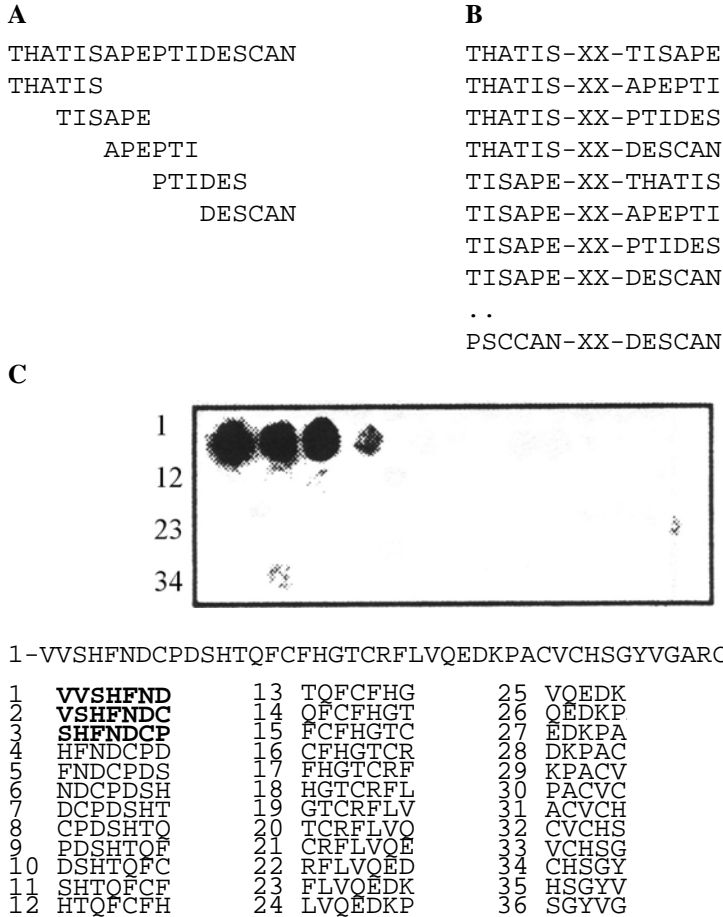 A
THATISAPEPTIDESCAN
THATIS
TISAPE
APEPTI
PTIDES
DESCAN
B
THATIS-XX-TISAPE
THATIS-XX-APEPTI
THATIS-XX-PTIDES
THATIS-XX-DESCAN
TISAPE-XX-THATIS
TISAPE-XX-APEPTI
TISAPE-XX-PTIDES
TISAPE-XX-DESCAN
..
PSCCAN-XX-DESCAN
C
1
12
23
34
1-VVSHFNDCPDSHTQFCFHGTCRFLVQEDKPACVCHSGYVGARC
1 VVSHFND
2 VSHFNDC
3 SHFNDCP
4 HFNDCPD
5 FNDCPDS
6 NDCPDSH
7 DCPDSHT
8 CPDSHTQ
9 PDSHTQF
10 DSHTQFC
11 SHTQFCF
12 HTQFCFH
13 TQFCFHG
14 QFCFHGT
15 FCFHGTC
16 CFHGTCR
17 FHGTCRF
18 HGTCRFL
19 GTCRFLV
20 TCRFLVQ
21 CRFLVQE
22 RFLVQED
23 FLVQEDK
24 LVQEDKP
25 VQEDK
26 QEDKP
27 EDKPA
28 DKPAC
29 KPACV
30 PACVC
31 ACVCH
32 CVCHS
33 VCHSG
34 CHSGY
35 HSGYV
36 SGYVG